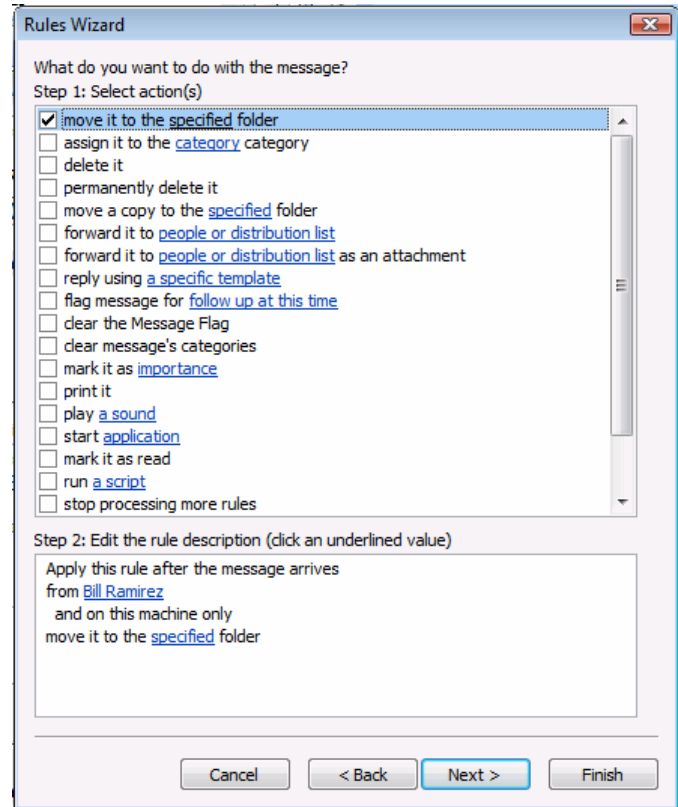 Rules Wizard
What do you want to do with the message?
Step 1: Select action(s)
move it to the specified folder
assign it to the category category
delete it
permanently delete it
move a copy to the specified folder
forward it to people or distribution list
forward it to people or distribution list as an attachment
reply using a specific template
flag message for follow up at this time
clear the Message Flag
clear message's categories
mark it as importance
print it
play a sound
start application
mark it as read
run a script
stop processing more rules
Step 2: Edit the rule description (click an underlined value)
Apply this rule after the message arrives
from Bill Ramirez
and on this machine only
move it to the specified folder
Cancel < Back Next > Finish